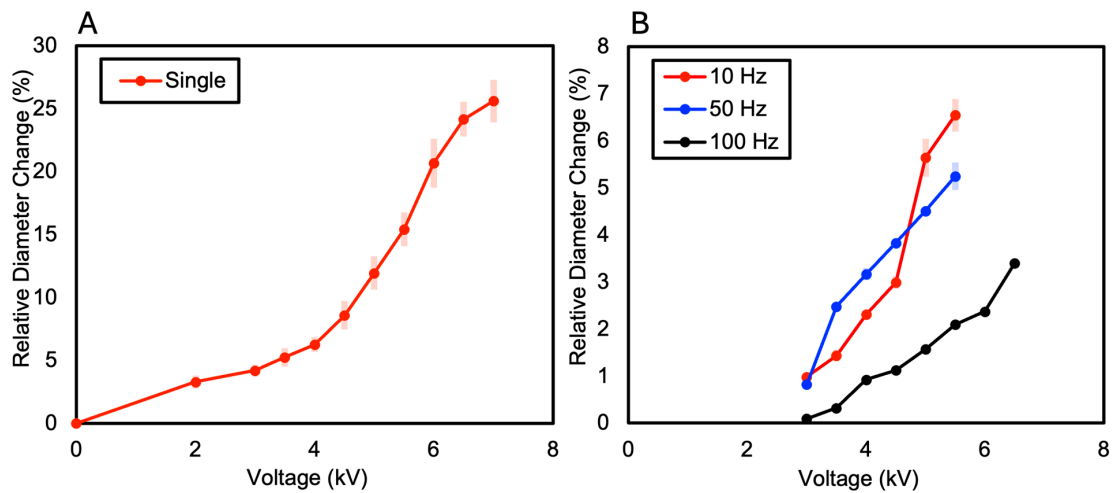 A
30
25
20
15
10
5
0
Relative Diameter Change (%)
Single
0 2 4 6 8
Voltage (kV)
B
8
7
6
5
4
3
2
1
0
Relative Diameter Change (%)
10 Hz
50 Hz
100 Hz
0 2 4 6 8
Voltage (kV)